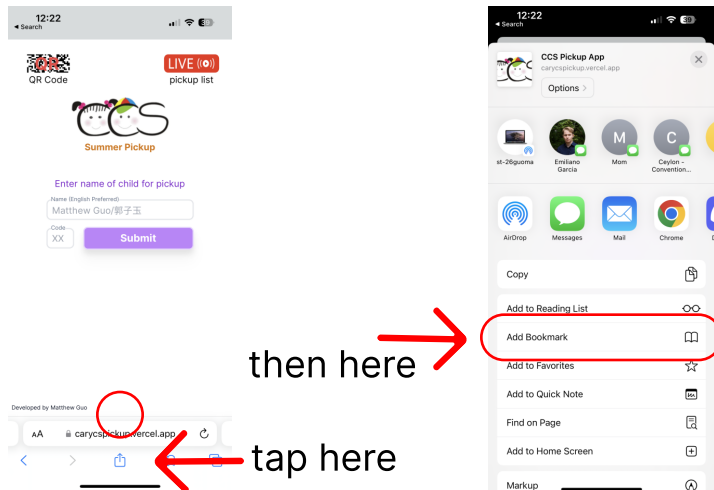 12:22
Search
30
QR
QR Code
LIVE
pickup list
CCS
Summer Pickup
Enter name of child for pickup
Name (English Preferred)
Matthew Guo/郭子玉
Code
XX
Submit
Developed by Matthew Guo
AA
carycspickup.vercel.app
tap here
then here
12:22
Search
39
CCS Pickup App
carycspickup.vercel.app
Options
CCS
st-26guoma
Emiliano
Garcia
M
Mom
C
Ceylon -
Convention...
AirDrop
Messages
Mail
Chrome
Copy
Add to Reading List
Add Bookmark
Add to Favorites
Add to Quick Note
Find on Page
Add to Home Screen
Markup